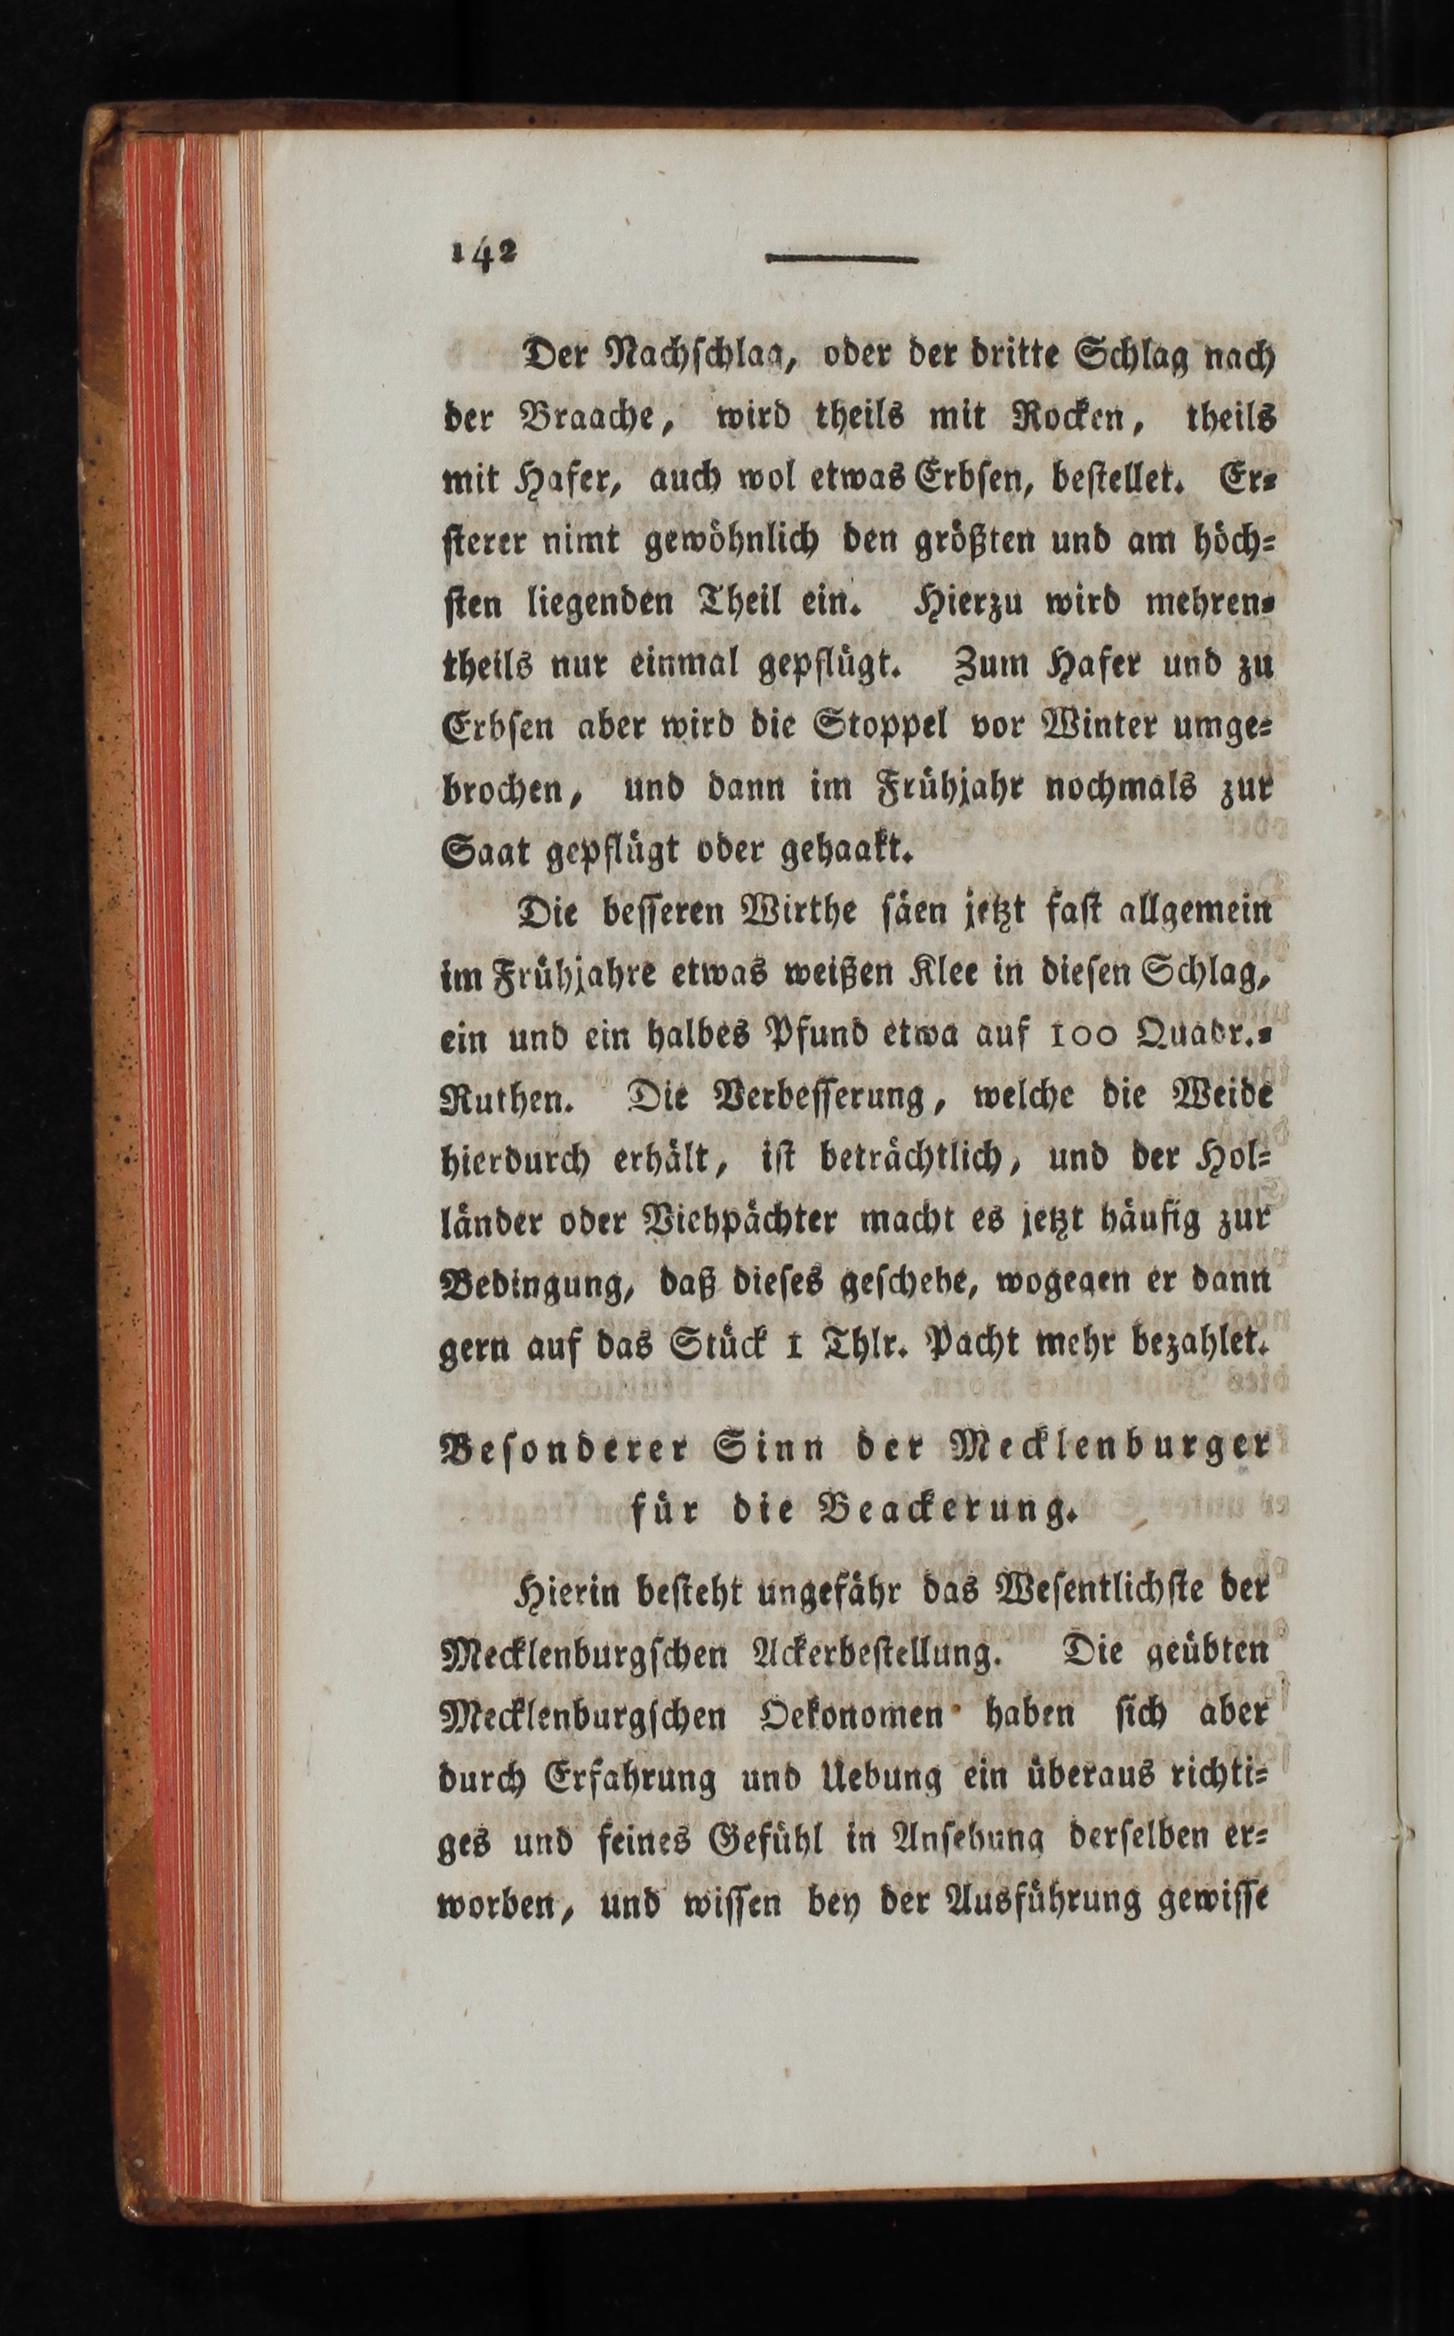 142
Der Nachschlag, oder der dritte Schlag nach
der Braache, wird theils mit Rocken, theils
mit Hafer, auch wol etwas Erbsen, bestellet. Er-
sterer nimt gewöhnlich den größten und am höch-
sten liegenden Theil ein. Hierzu wird mehren-
theils nur einmal gepflügt. Zum Hafer und zu
Erbsen aber wird die Stoppel vor Winter umge-
brochen, und dann im Frühjahr nochmals zur
Saat gepflügt oder gehaakt.
Die besseren Wirthe säen jetzt fast allgemein
im Frühjahre etwas weißen Klee in diesen Schlag,
ein und ein halbes Pfund etwa auf 100 Quadr.-
Ruthen. Die Verbesserung, welche die Weide
hierdurch erhält, ist beträchtlich, und der Hol-
länder oder Viehpächter macht es jetzt häufig zur
Bedingung, daß dieses geschehe, wogegen er dann
gern auf das Stück 1 Thlr. Pacht mehr bezahlet.
Besonderer Sinn der Mecklenburger
für die Beackerung.
Hierin besteht ungefähr das Wesentlichste der
Mecklenburgschen Ackerbestellung. Die geübten
Mecklenburgschen Oekonomen haben sich aber
durch Erfahrung und Uebung ein überaus richti-
ges und feines Gefühl in Ansehung derselben er-
worben, und wissen bey der Ausführung gewisse